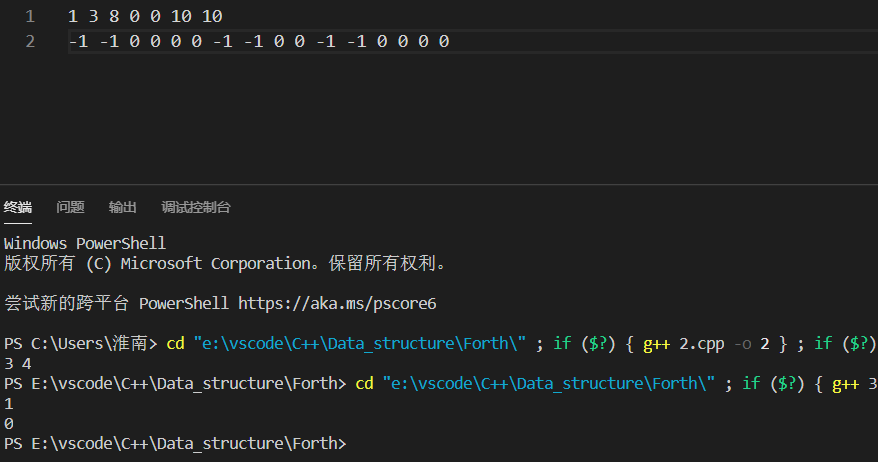 1 1 3 8 0 0 10 10
2 -1 -1 0 0 0 0 -1 -1 0 0 -1 -1 0 0 0 0
终端 问题 输出 调试控制台
Windows PowerShell
版权所有 (C) Microsoft Corporation。保留所有权利。
尝试新的跨平台 PowerShell https://aka.ms/pscore6
PS C:\Users\淮南> cd "e:\vscode\C++\Data_structure\Forth\" ; if ($?) { g++ 2.cpp -o 2 } ; if ($?)
3 4
PS E:\vscode\C++\Data_structure\Forth> cd "e:\vscode\C++\Data_structure\Forth\" ; if ($?) { g++ 3
1
0
PS E:\vscode\C++\Data_structure\Forth>